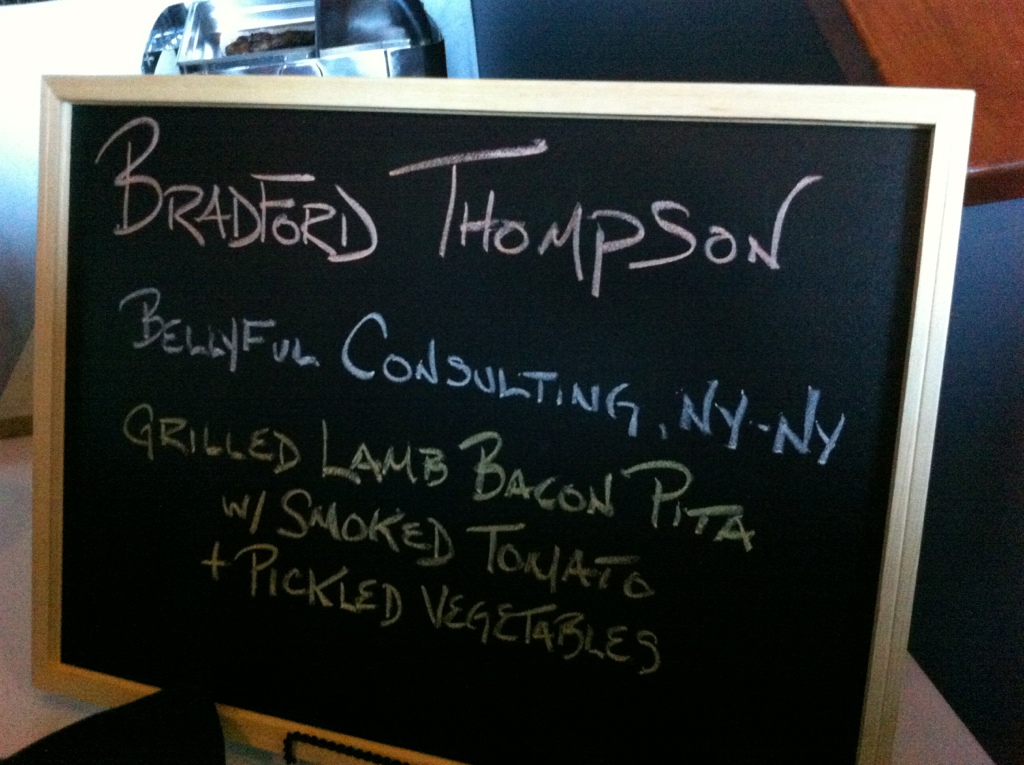 BRADFORD THOMPSON
BELLYFUL CONSULTING, NY-NY
GRILLED LAMB BACON PITA
W/ SMOKED TOMATO
+ PICKLED VEGETABLES